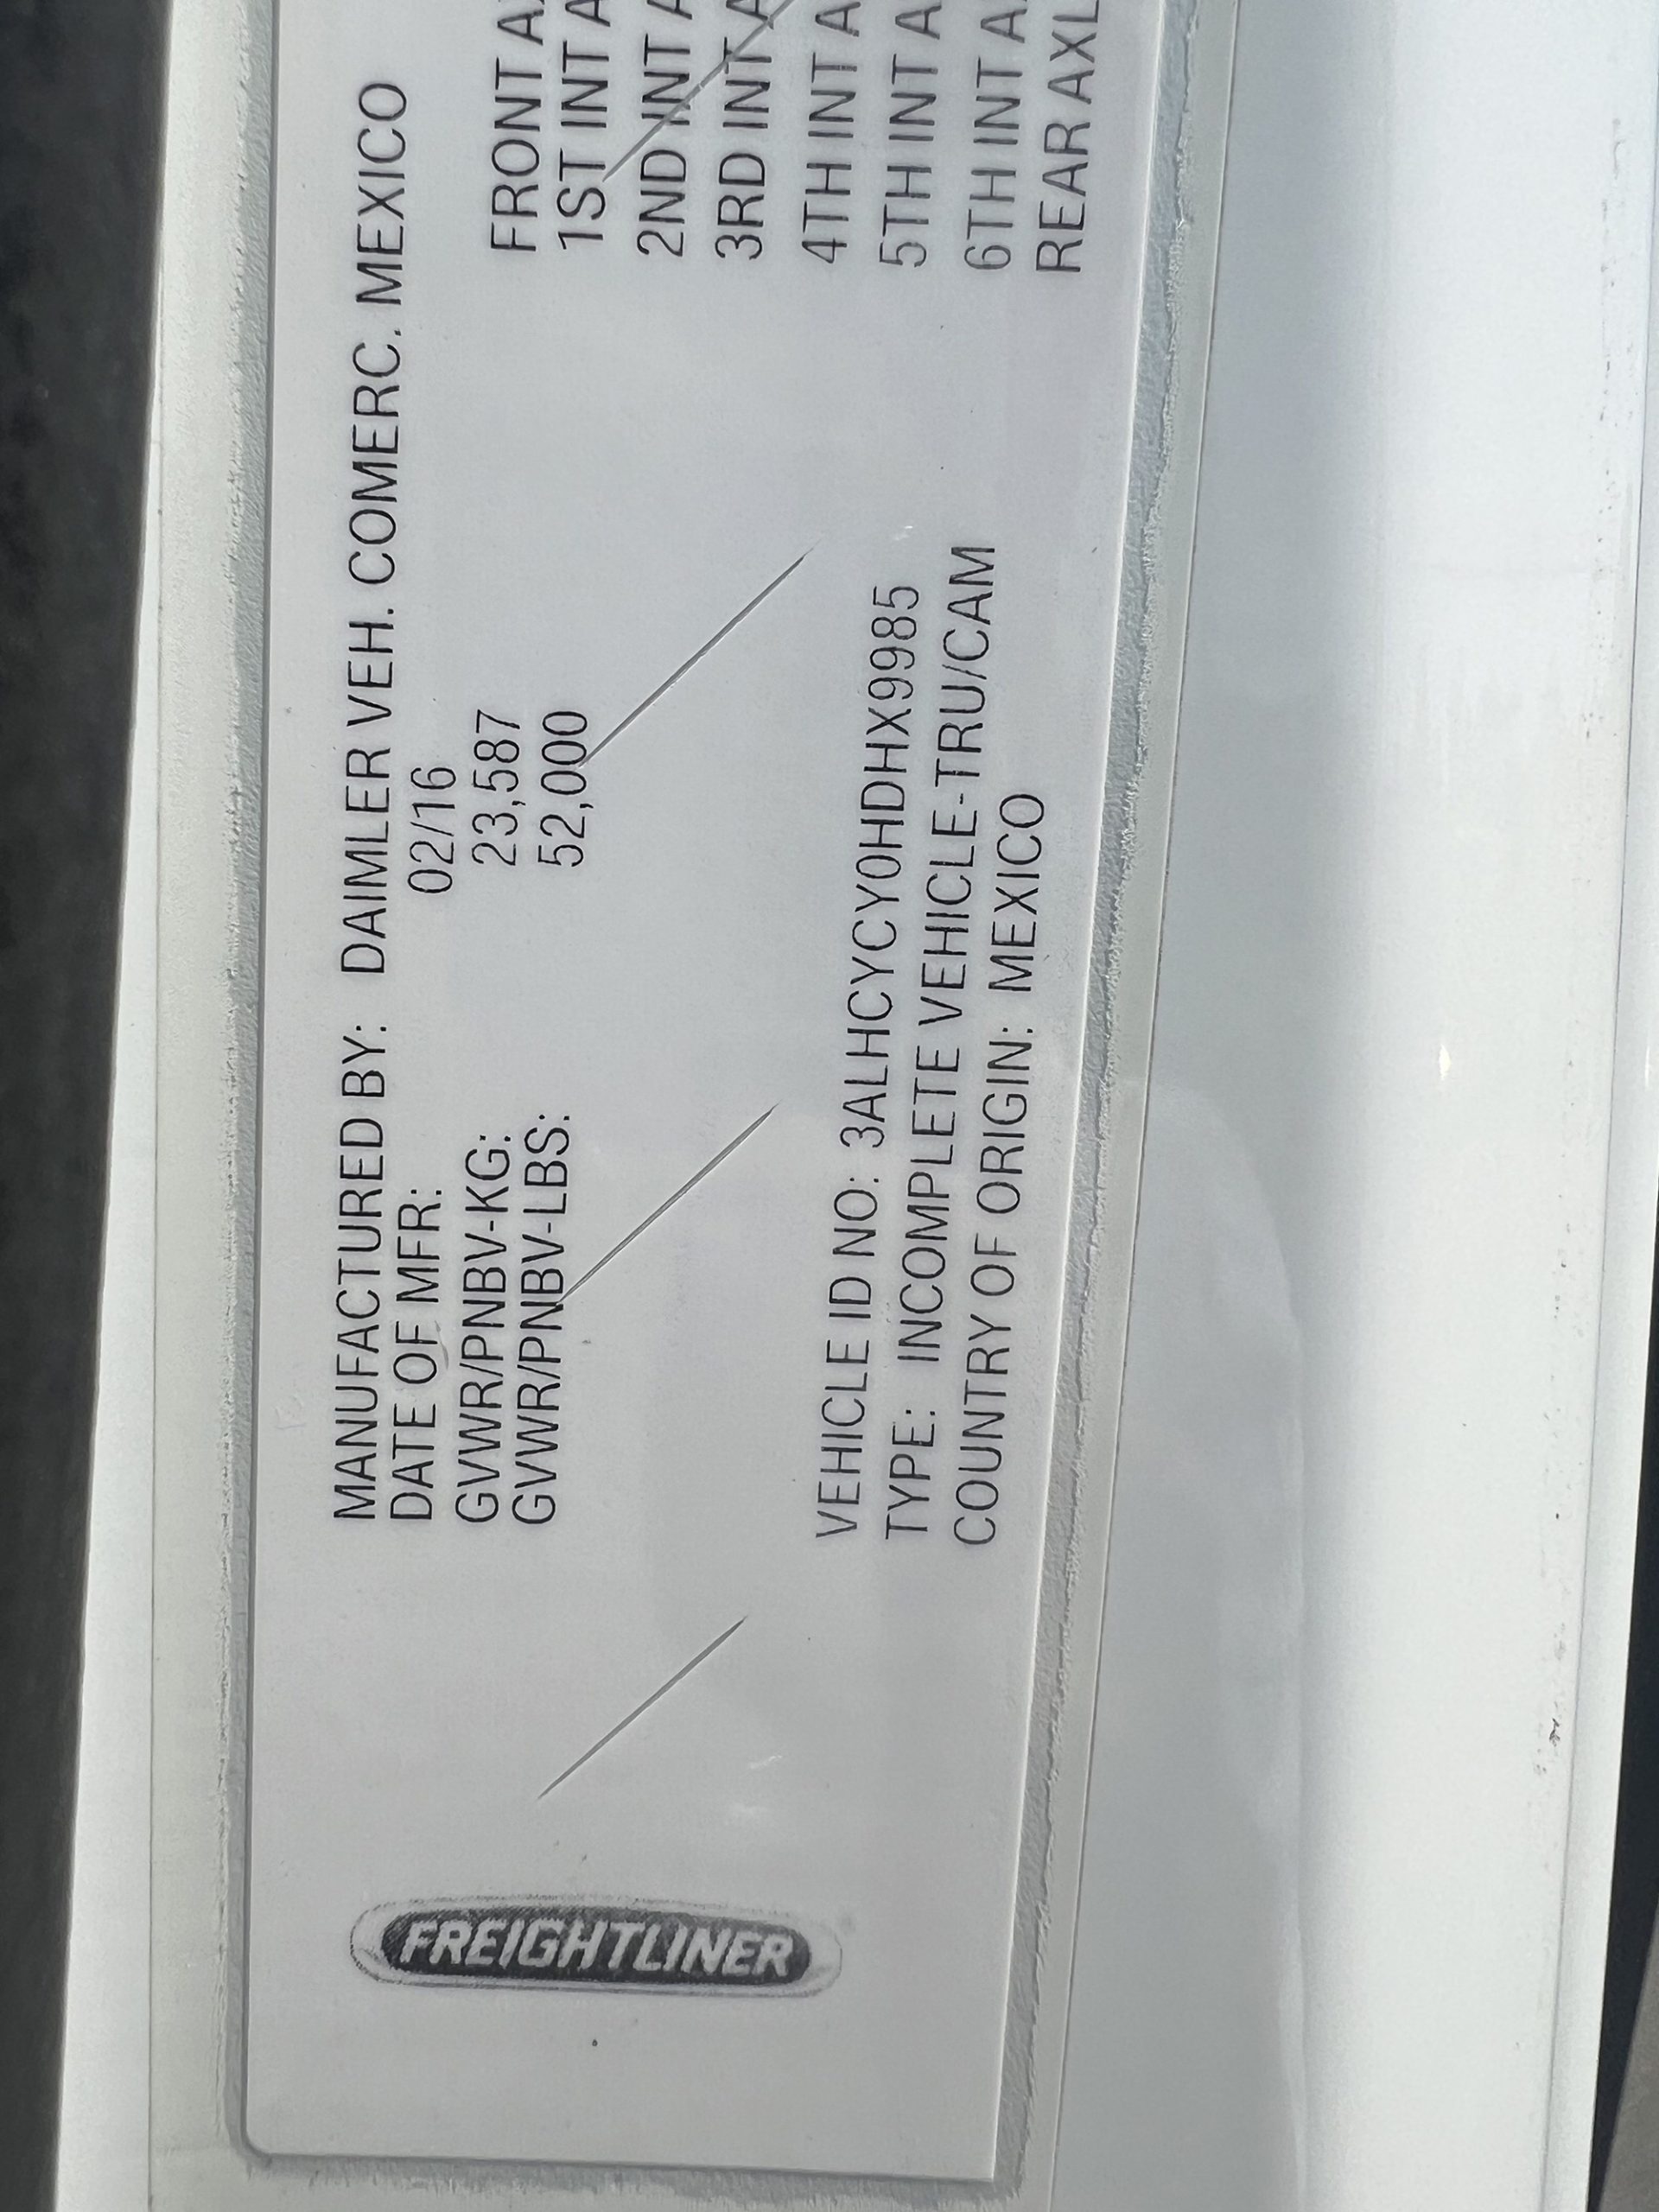 FREIGHTLINER
MANUFACTURED BY: DAIMLER VEH. COMERC. MEXICO
DATE OF MFR: 02/16
GVWR/PNBV-KG: 23,587
GVWR/PNBV-LBS: 52,000
VEHICLE ID NO: 3ALHCYCY0HDHX9985
TYPE: INCOMPLETE VEHICLE-TRU/CAM
COUNTRY OF ORIGIN: MEXICO
FRONT A
1ST INT A
2ND INT A
3RD INT A
4TH INT A
5TH INT A
6TH INT A
REAR AXL